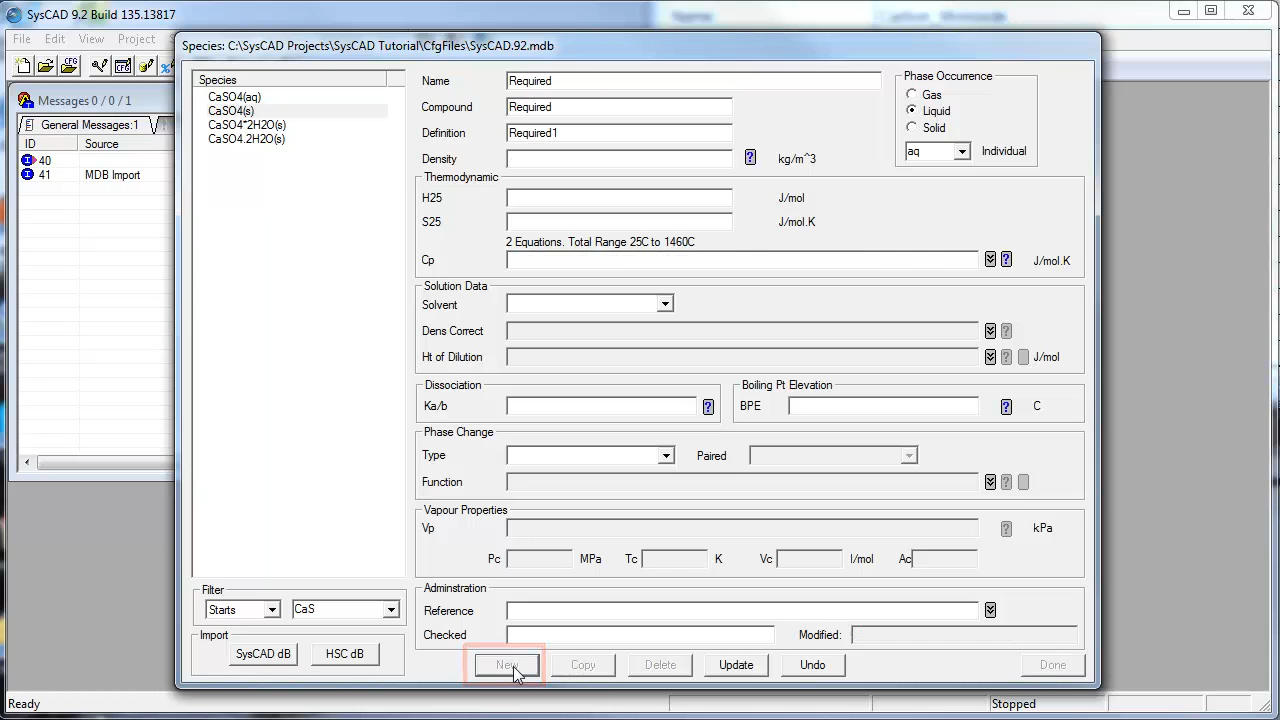 SysCAD 9.2 Build 135.13817
File Edit View Project
Species: C:\SysCAD Projects\SysCAD Tutorial\CfgFiles\SysCAD.92.mdb
Messages 0 / 0 / 1
General Messages:1
ID Source
40
41 MDB Import
Species
CaSO4(aq)
CaSO4(s)
CaSO4*2H2O(s)
CaSO4.2H2O(s)
Name Required
Compound Required
Definition Required1
Density kg/m^3
Phase Occurrence
Gas
Liquid
Solid
aq Individual
Thermodynamic
H25 J/mol
S25 J/mol.K
2 Equations. Total Range 25C to 1460C
Cp J/mol.K
Solution Data
Solvent
Dens Correct
Ht of Dilution J/mol
Dissociation
Ka/b
Boiling Pt Elevation
BPE C
Phase Change
Type Paired
Function
Vapour Properties
Vp kPa
Pc MPa Tc K Vc l/mol Ac
Adminstration
Reference
Checked Modified:
Filter
Starts CaS
Import
SysCAD dB HSC dB
New Copy Delete Update Undo Done
Ready Stopped